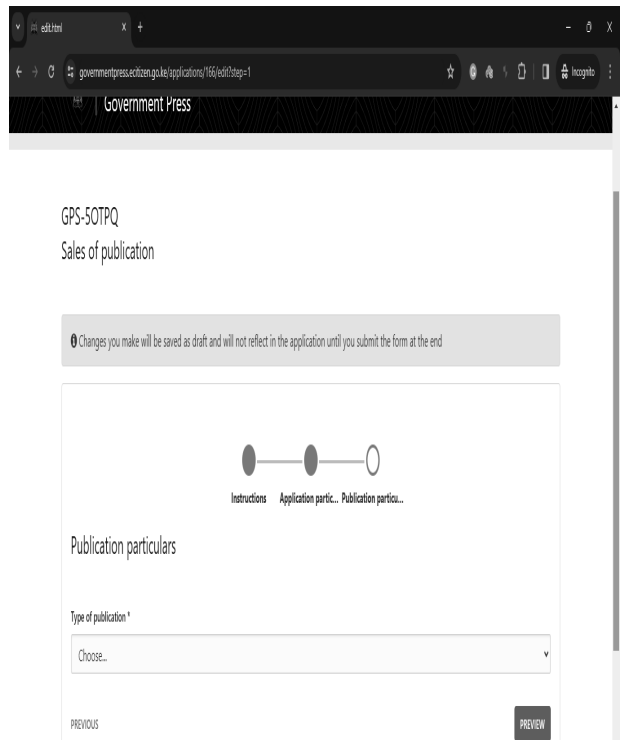 edit.html
governmentpress.ecitizen.go.ke/applications/166/edit?step=1
Incognito
Government Press
GPS-5OTPQ
Sales of publication
Changes you make will be saved as draft and will not reflect in the application until you submit the form at the end
Instructions Application partic... Publication particu...
Publication particulars
Type of publication *
Choose...
PREVIOUS PREVIEW